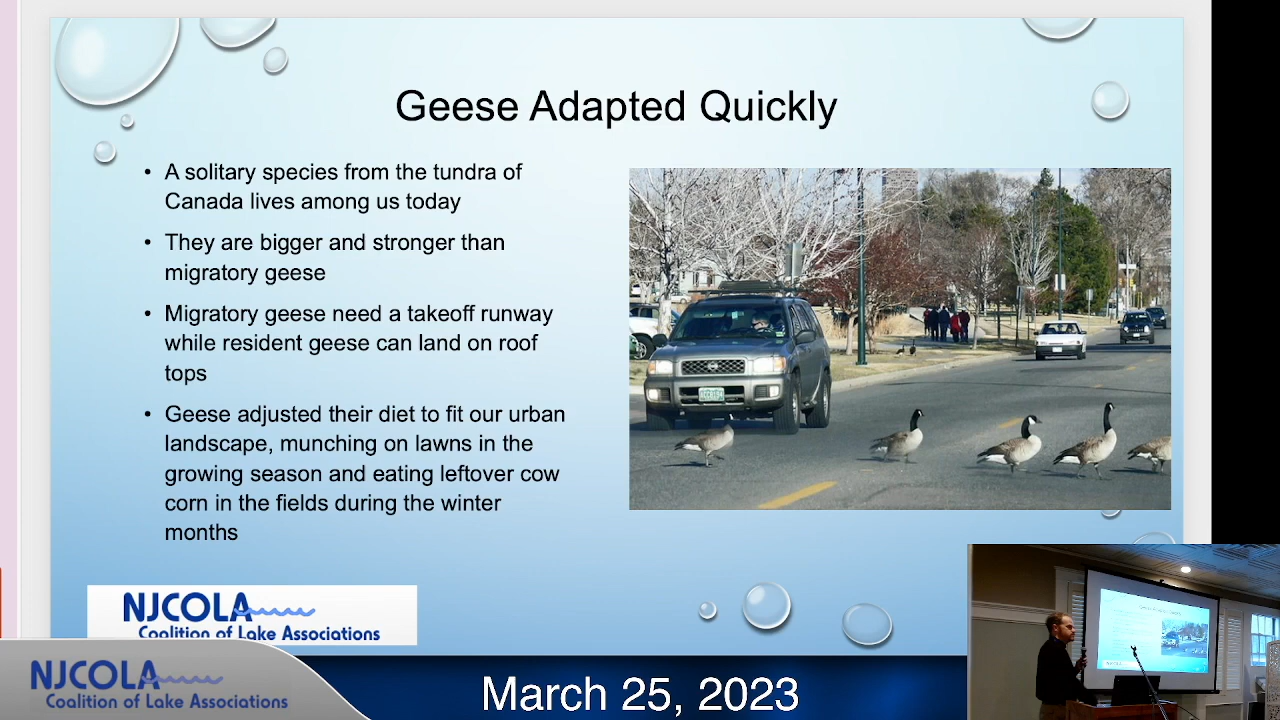 Geese Adapted Quickly
• A solitary species from the tundra of
Canada lives among us today
• They are bigger and stronger than
migratory geese
• Migratory geese need a takeoff runway
while resident geese can land on roof
tops
• Geese adjusted their diet to fit our urban
landscape, munching on lawns in the
growing season and eating leftover cow
corn in the fields during the winter
months
NJCOLA
Coalition of Lake Associations
NJCOLA
Coalition of Lake Associations
March 25, 2023